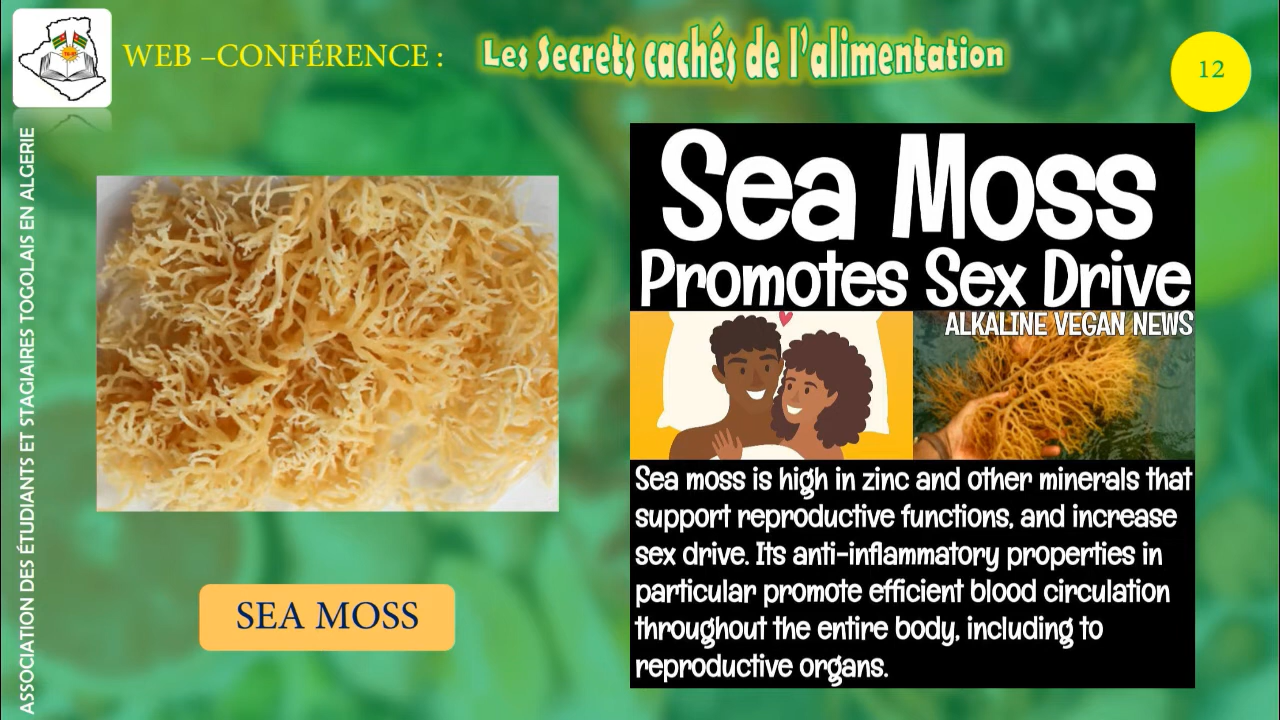 WEB –CONFÉRENCE :
Les Secrets cachés de l'alimentation
12
ASSOCIATION DES ÉTUDIANTS ET STAGIAIRES TOGOLAIS EN ALGERIE
SEA MOSS
Sea Moss
Promotes Sex Drive
ALKALINE VEGAN NEWS
Sea moss is high in zinc and other minerals that
support reproductive functions, and increase
sex drive. Its anti-inflammatory properties in
particular promote efficient blood circulation
throughout the entire body, including to
reproductive organs.